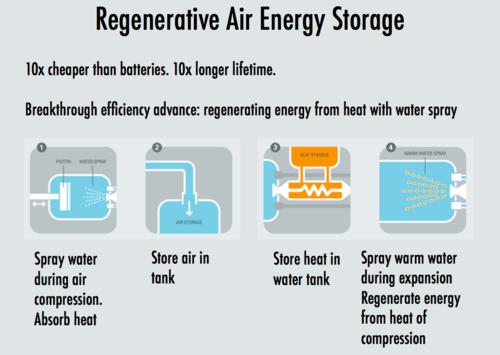 Regenerative Air Energy Storage
10x cheaper than batteries. 10x longer lifetime.
Breakthrough efficiency advance: regenerating energy from heat with water spray
1
PISTON
WATER SPRAY
2
AIR STORAGE
3
HEAT STORAGE
4
WARM WATER SPRAY
Spray water
during air
compression.
Absorb heat
Store air in
tank
Store heat in
water tank
Spray warm water
during expansion
Regenerate energy
from heat of
compression